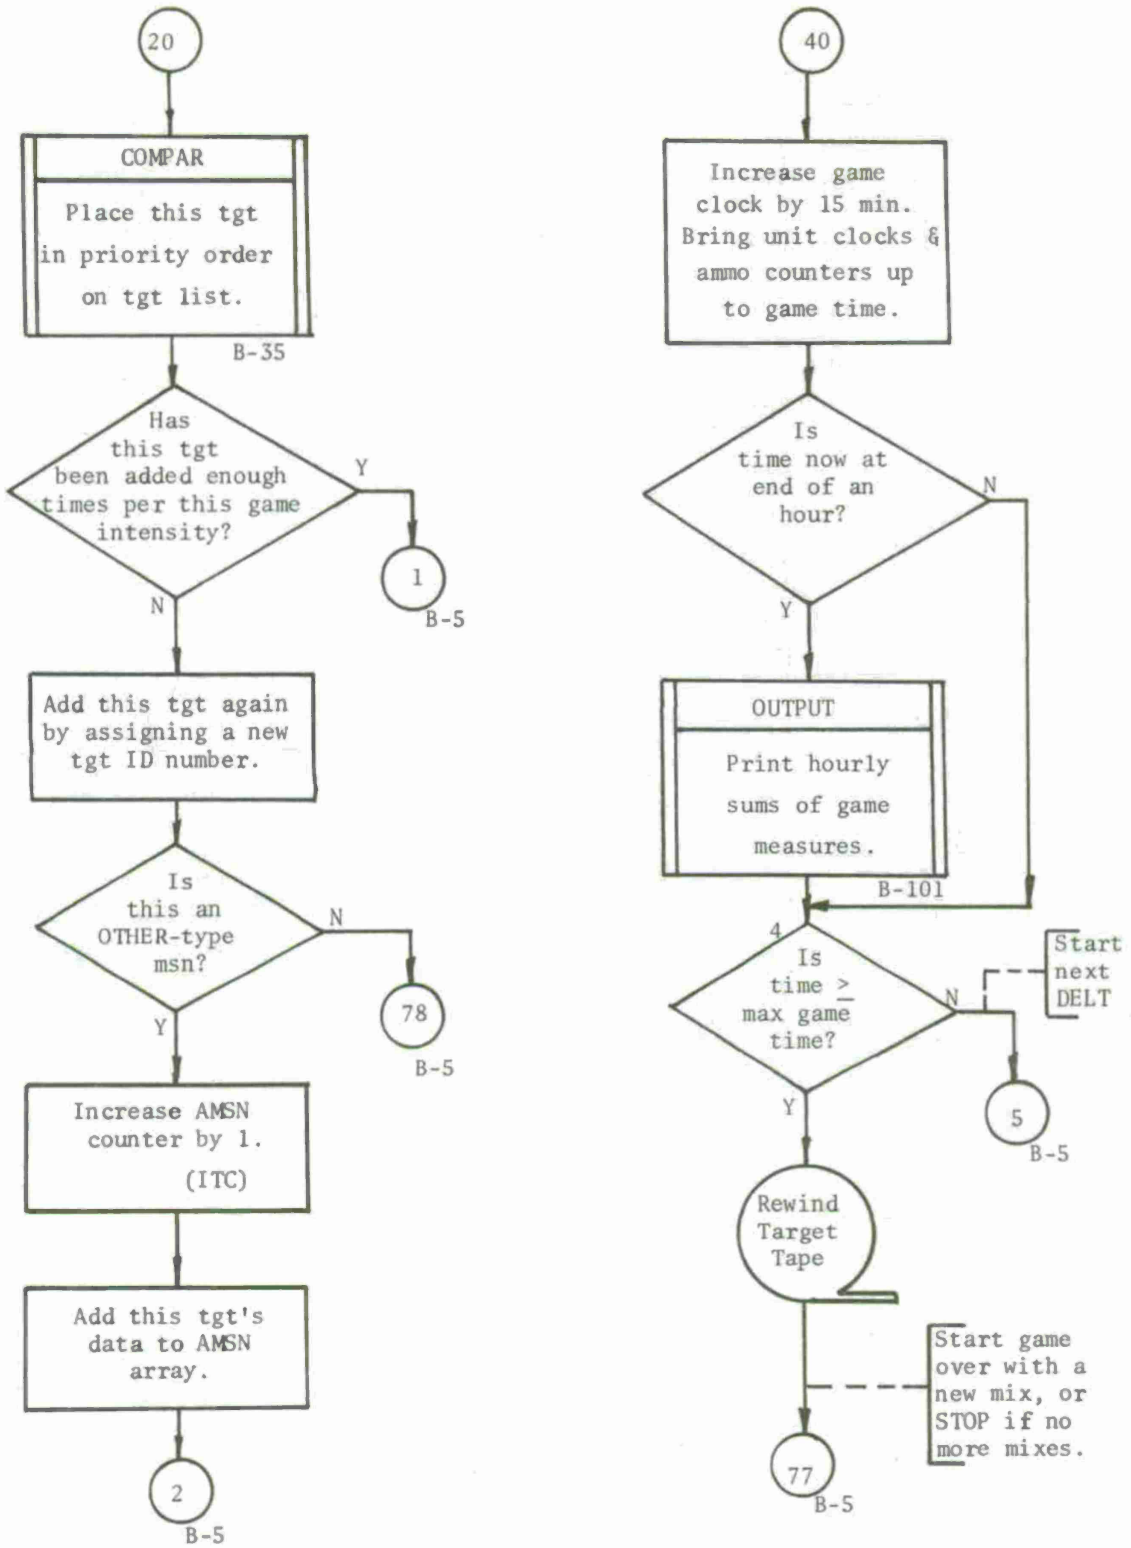 20
COMPAR
Place this tgt
in priority order
on tgt list.
B-35
Has
this tgt
been added enough
times per this game
intensity?
Y
1
B-5
N
Add this tgt again
by assigning a new
tgt ID number.
Is
this an
OTHER-type
msn?
N
78
B-5
Y
Increase AMSN
counter by 1.
(ITC)
Add this tgt's
data to AMSN
array.
2
B-5
40
Increase game
clock by 15 min.
Bring unit clocks &
ammo counters up
to game time.
Is
time now at
end of an
hour?
N
Y
OUTPUT
Print hourly
sums of game
measures.
B-101
4
Is
time ≥
max game
time?
N
Start
next
DELT
5
B-5
Y
Rewind
Target
Tape
Start game
over with a
new mix, or
STOP if no
more mixes.
77
B-5